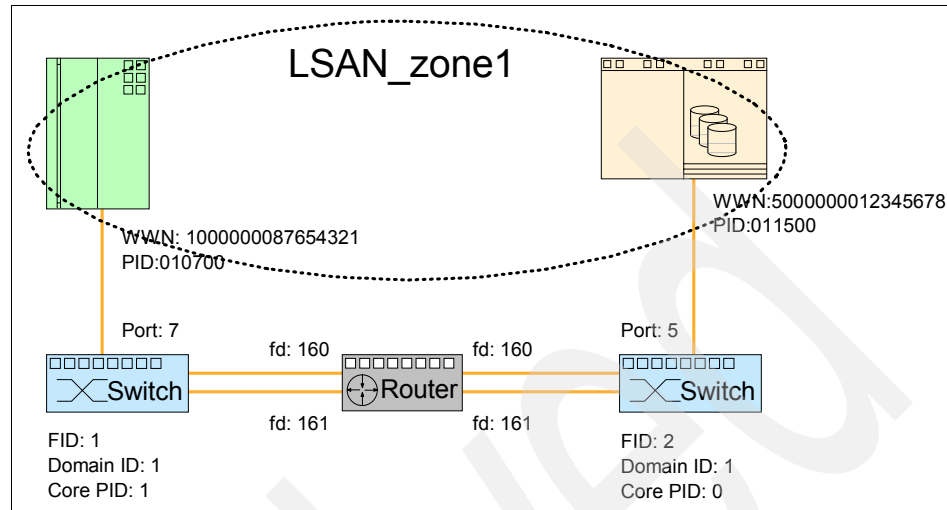 LSAN_zone1
WWN: 1000000087654321
PID:010700
WWN:5000000012345678
PID:011500
Port: 7
Port: 5
fd: 160
fd: 160
Switch
Router
Switch
fd: 161
fd: 161
FID: 1
Domain ID: 1
Core PID: 1
FID: 2
Domain ID: 1
Core PID: 0